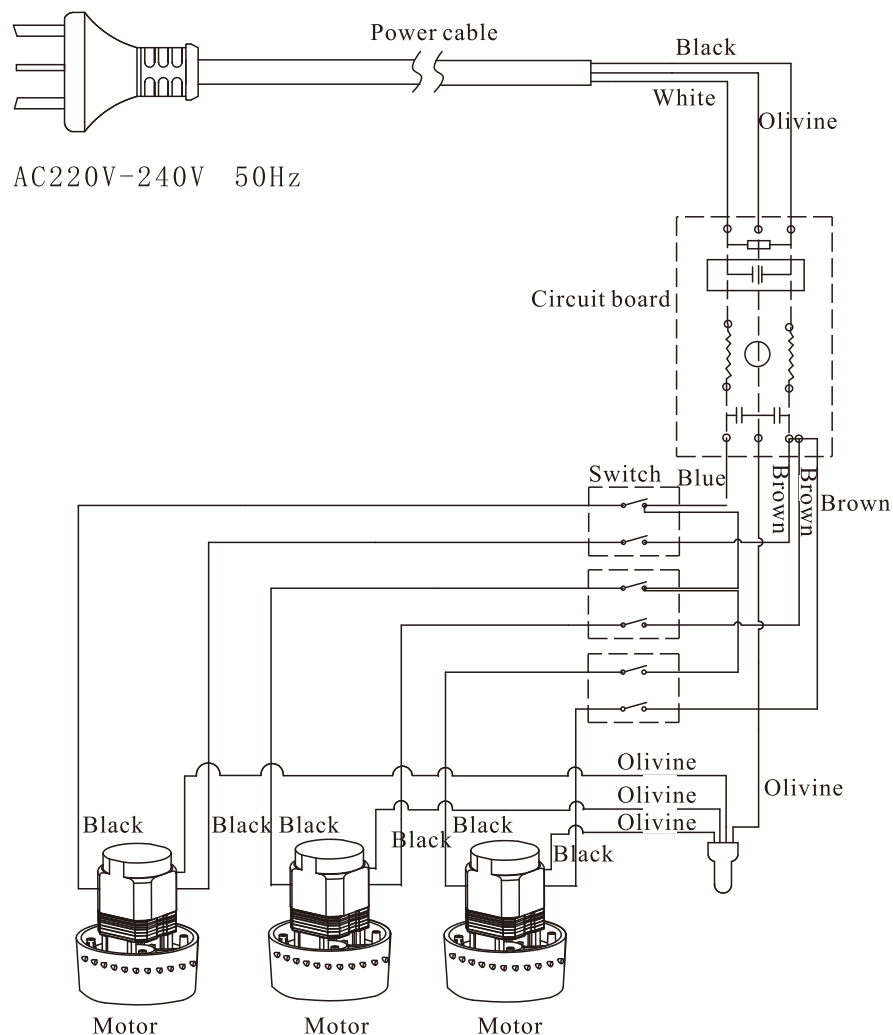 Power cable
Black
White
Olivine
AC220V-240V 50Hz
Circuit board
Switch
Blue
Brown
Brown
Brown
Olivine
Olivine
Olivine
Olivine
Black
Black
Black
Black
Black
Black
Motor
Motor
Motor